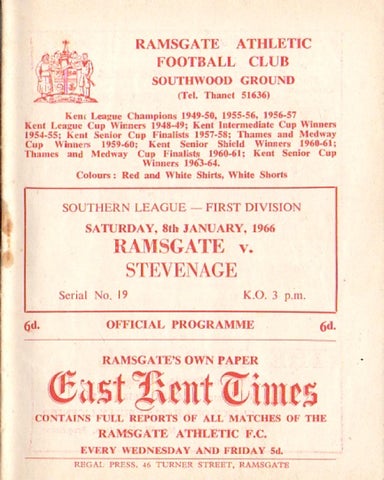 RAMSGATE ATHLETIC
FOOTBALL CLUB
SOUTHWOOD GROUND
(Tel. Thanet 51636)
Kent League Champions 1949-50, 1955-56, 1956-57
Kent League Cup Winners 1948-49; Kent Intermediate Cup Winners
1954-55; Kent Senior Cup Finalists 1957-58; Thames and Medway
Cup Winners 1959-60; Kent Senior Shield Winners 1960-61;
Thames and Medway Cup Finalists 1960-61; Kent Senior Cup
Winners 1963-64.
Colours : Red and White Shirts, White Shorts
SOUTHERN LEAGUE — FIRST DIVISION
SATURDAY, 8th JANUARY, 1966
RAMSGATE v.
STEVENAGE
Serial No. 19 K.O. 3 p.m.
6d. OFFICIAL PROGRAMME 6d.
RAMSGATE'S OWN PAPER
East Kent Times
CONTAINS FULL REPORTS OF ALL MATCHES OF THE
RAMSGATE ATHLETIC F.C.
EVERY WEDNESDAY AND FRIDAY 5d.
REGAL PRESS, 46 TURNER STREET, RAMSGATE